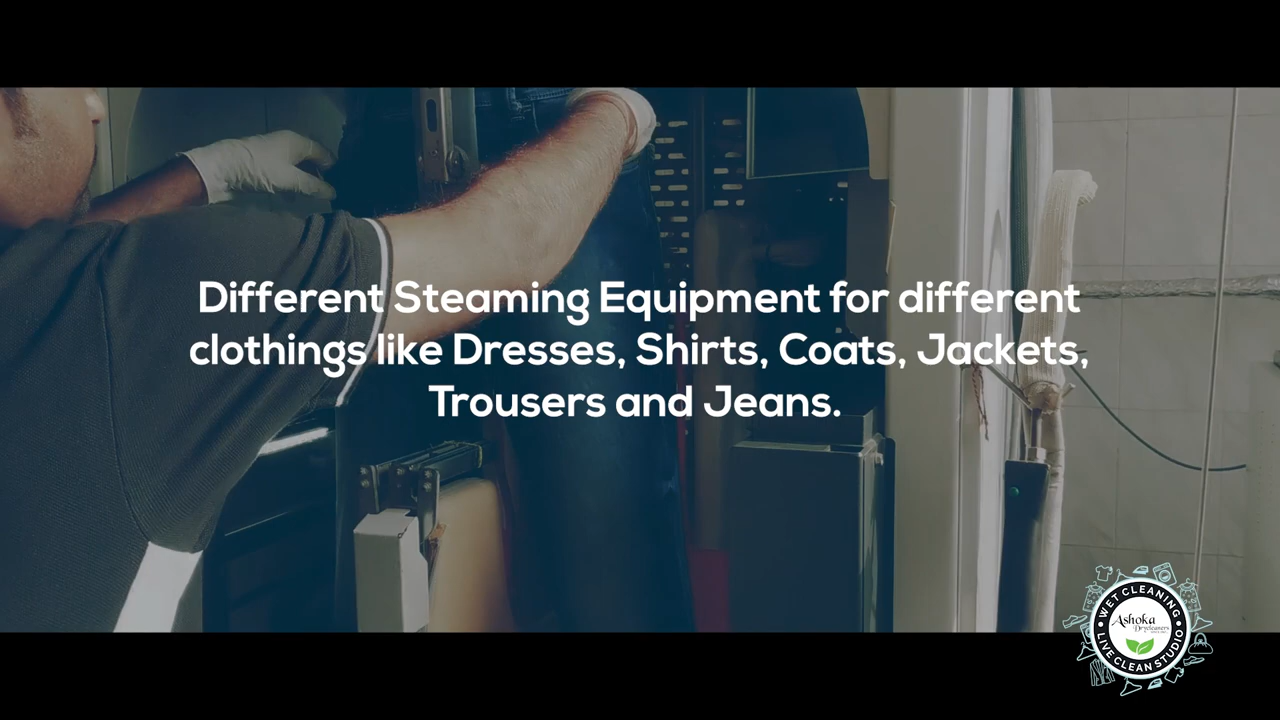 Different Steaming Equipment for different
clothings like Dresses, Shirts, Coats, Jackets,
Trousers and Jeans.
WET CLEANING
Ashoka
Drycleaners
LIVE CLEAN STUDIO